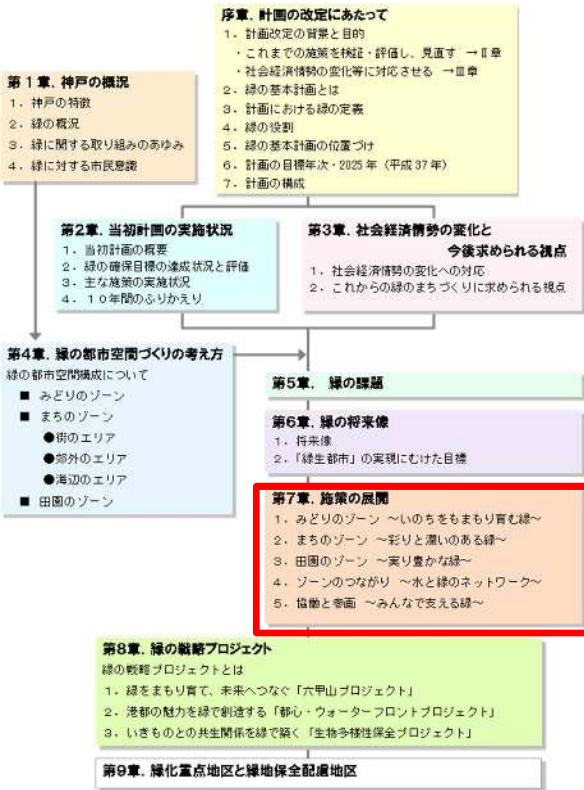 序章．計画の改定にあたって
1．計画改定の背景と目的
・これまでの施策を検証・評価し、見直す →Ⅱ章
・社会経済情勢の変化等に対応させる →Ⅲ章
2．緑の基本計画とは
3．計画における緑の定義
4．緑の役割
5．緑の基本計画の位置づけ
6．計画の目標年次・2025年（平成37年）
7．計画の構成
第1章．神戸の概況
1．神戸の特徴
2．緑の概況
3．緑に関する取り組みのあゆみ
4．緑に対する市民意識
第2章．当初計画の実施状況
1．当初計画の概要
2．緑の確保目標の達成状況と評価
3．主な施策の実施状況
4．10年間のふりかえり
第3章．社会経済情勢の変化と
今後求められる視点
1．社会経済情勢の変化への対応
2．これからの緑のまちづくりに求められる視点
第4章．緑の都市空間づくりの考え方
緑の都市空間構成について
■ みどりのゾーン
■ まちのゾーン
●街のエリア
●郊外のエリア
●海辺のエリア
■ 田園のゾーン
第5章． 緑の課題
第6章．緑の将来像
1．将来像
2．「緑生都市」の実現にむけた目標
第7章．施策の展開
1．みどりのゾーン ～いのちをもまもり育む緑～
2．まちのゾーン ～彩りと潤いのある緑～
3．田園のゾーン ～実り豊かな緑～
4．ゾーンのつながり ～水と緑のネットワーク～
5．協働と参画 ～みんなで支える緑～
第8章．緑の戦略プロジェクト
緑の戦略プロジェクトとは
1．緑をまもり育て、未来へつなぐ「六甲山プロジェクト」
2．港都の魅力を緑で創造する「都心・ウォーターフロントプロジェクト」
3．いきものとの共生関係を緑で築く「生物多様性保全プロジェクト」
第9章．緑化重点地区と緑地保全配慮地区